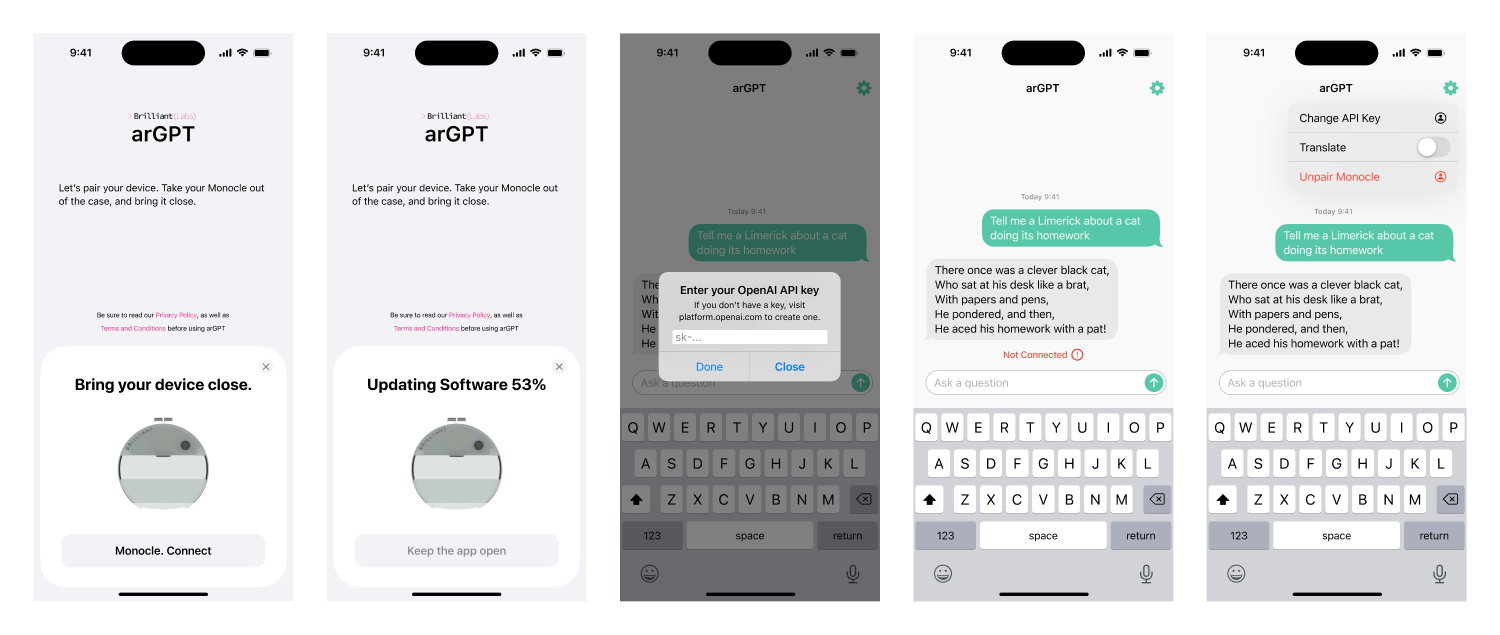 9:41
> Brilliant(Labs)
arGPT
Let's pair your device. Take your Monocle out
of the case, and bring it close.
Be sure to read our Privacy Policy, as well as
Terms and Conditions before using arGPT
Bring your device close.
BRILLIANT
Monocle. Connect
9:41
> Brilliant(Labs)
arGPT
Let's pair your device. Take your Monocle out
of the case, and bring it close.
Be sure to read our Privacy Policy, as well as
Terms and Conditions before using arGPT
Updating Software 53%
BRILLIANT
Keep the app open
9:41
arGPT
Today 9:41
Tell me a Limerick about a cat
doing its homework
The
Wh
Wit
He
He
Enter your OpenAI API key
If you don't have a key, visit
platform.openai.com to create one.
sk-...
Done
Close
Ask a question
Q W E R T Y U I O P
A S D F G H J K L
Z X C V B N M
123 space return
9:41
arGPT
Today 9:41
Tell me a Limerick about a cat
doing its homework
There once was a clever black cat,
Who sat at his desk like a brat,
With papers and pens,
He pondered, and then,
He aced his homework with a pat!
Not Connected
Ask a question
Q W E R T Y U I O P
A S D F G H J K L
Z X C V B N M
123 space return
9:41
arGPT
Change API Key
Translate
Unpair Monocle
Today 9:41
Tell me a Limerick about a cat
doing its homework
There once was a clever black cat,
Who sat at his desk like a brat,
With papers and pens,
He pondered, and then,
He aced his homework with a pat!
Ask a question
Q W E R T Y U I O P
A S D F G H J K L
Z X C V B N M
123 space return